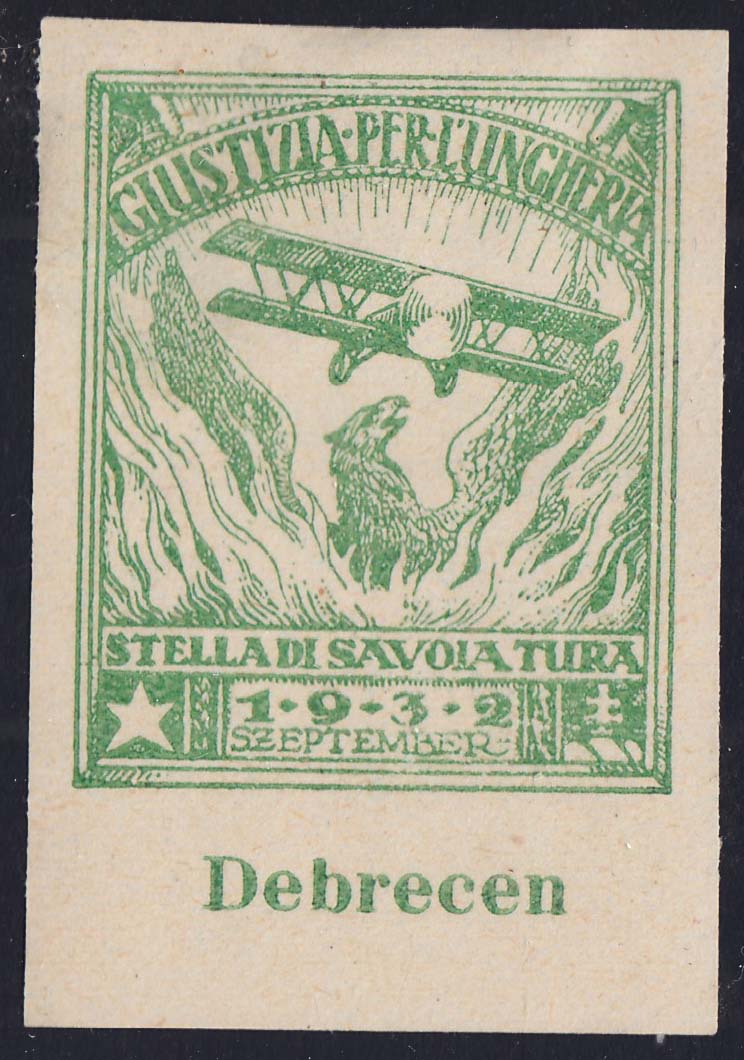 GIUSTIZIA·PER·L'UNGHERIA
STELLA DI SAVOIA TURA
1·9·3·2
SZEPTEMBER
Debrecen